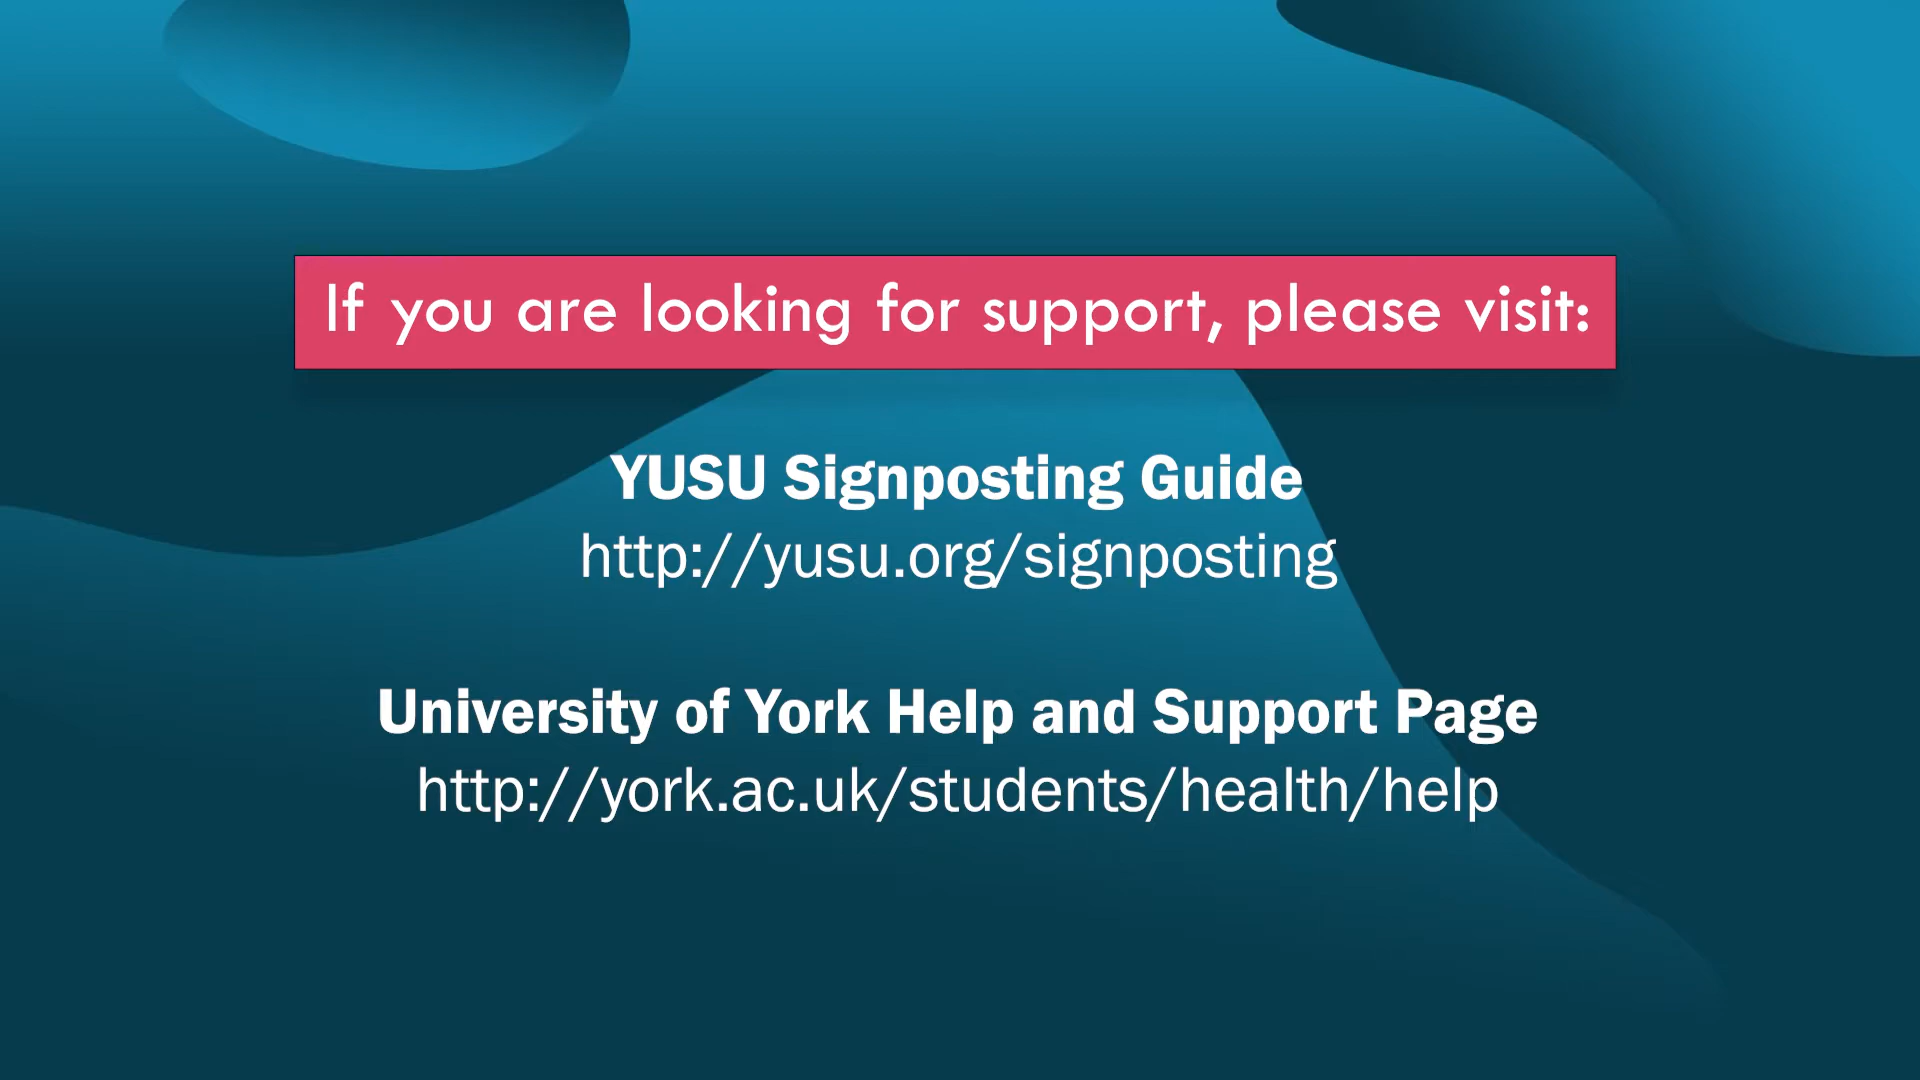 If you are looking for support, please visit:
YUSU Signposting Guide
http://yusu.org/signposting
University of York Help and Support Page
http://york.ac.uk/students/health/help